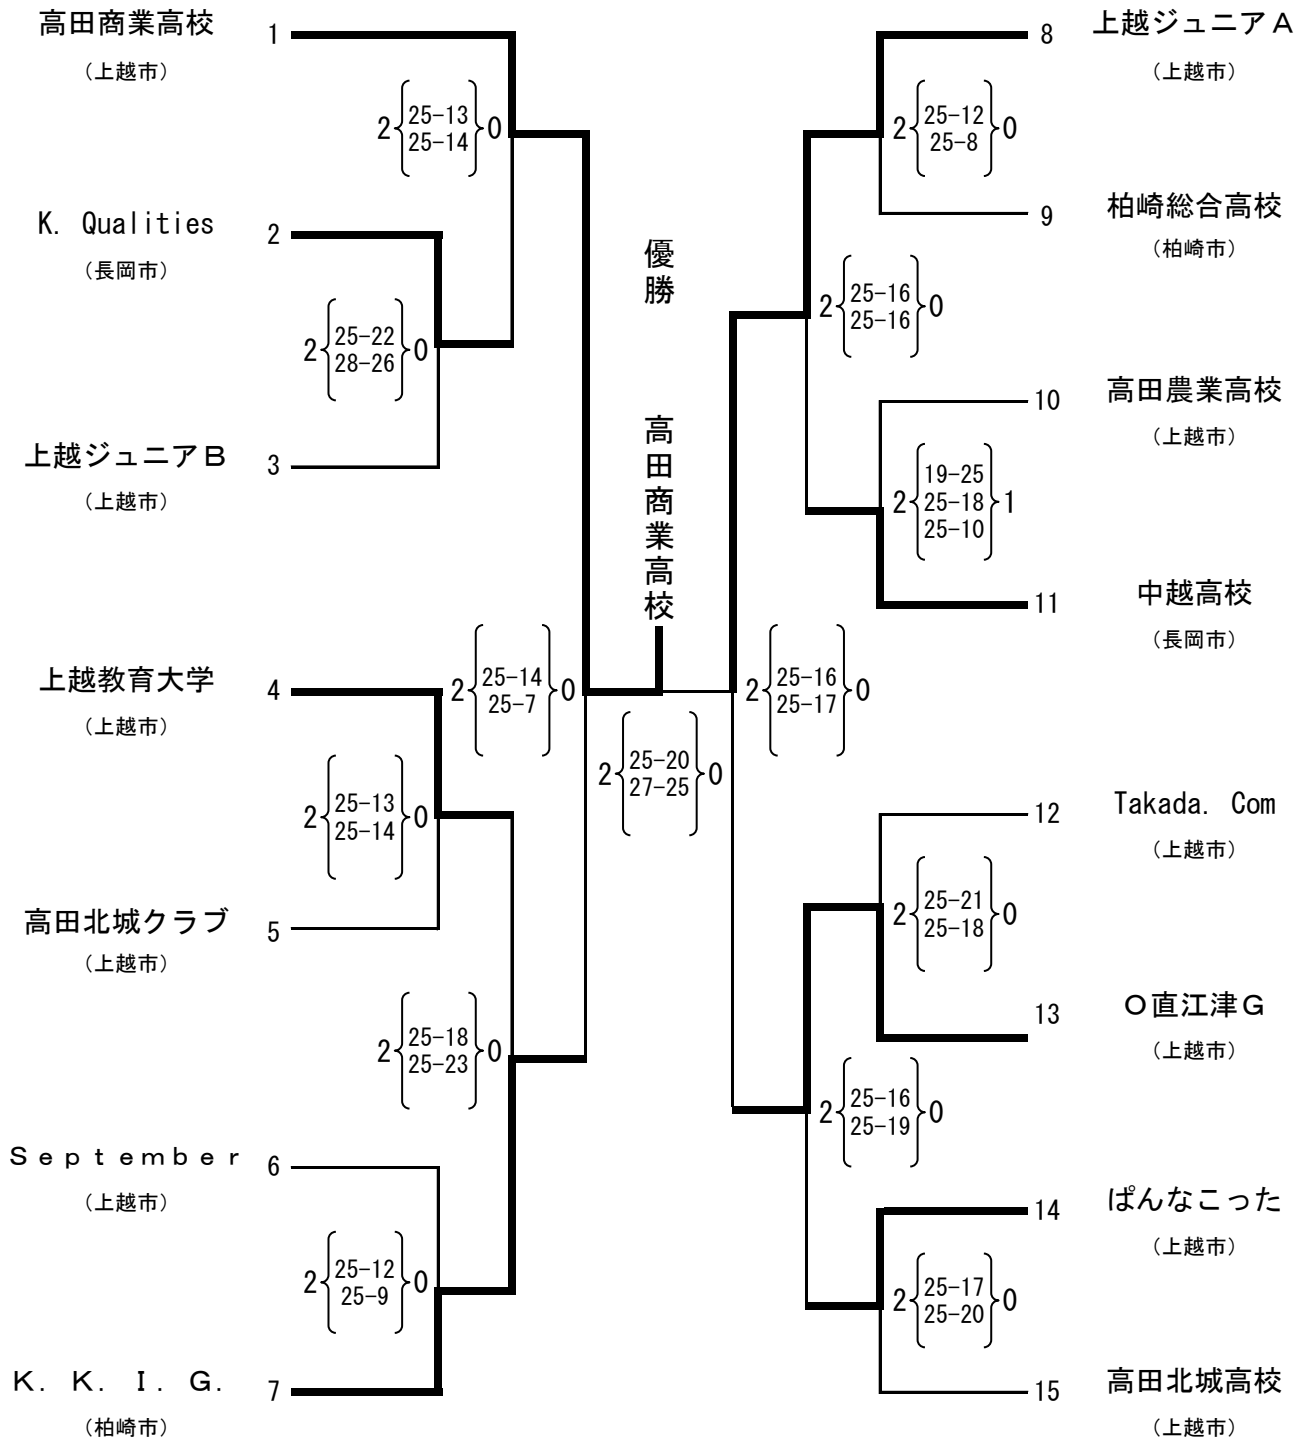 高田商業高校 1
（上越市）
2 25-13 0
25-14
K. Qualities 2
（長岡市）
2 25-22 0
28-26
上越ジュニアＢ 3
（上越市）
上越教育大学 4
（上越市）
2 25-14 0
25-7
2 25-13 0
25-14
高田北城クラブ 5
（上越市）
2 25-18 0
25-23
Ｓｅｐｔｅｍｂｅｒ 6
（上越市）
2 25-12 0
25-9
Ｋ．Ｋ．Ｉ．Ｇ． 7
（柏崎市）
優勝
高田商業高校
2 25-20 0
27-25
8 上越ジュニアＡ
（上越市）
2 25-12 0
25-8
9 柏崎総合高校
（柏崎市）
2 25-16 0
25-16
10 高田農業高校
（上越市）
19-25
2 25-18 1
25-10
11 中越高校
（長岡市）
2 25-16 0
25-17
12 Takada. Com
（上越市）
2 25-21 0
25-18
13 Ｏ直江津Ｇ
（上越市）
2 25-16 0
25-19
14 ぱんなこった
（上越市）
2 25-17 0
25-20
15 高田北城高校
（上越市）